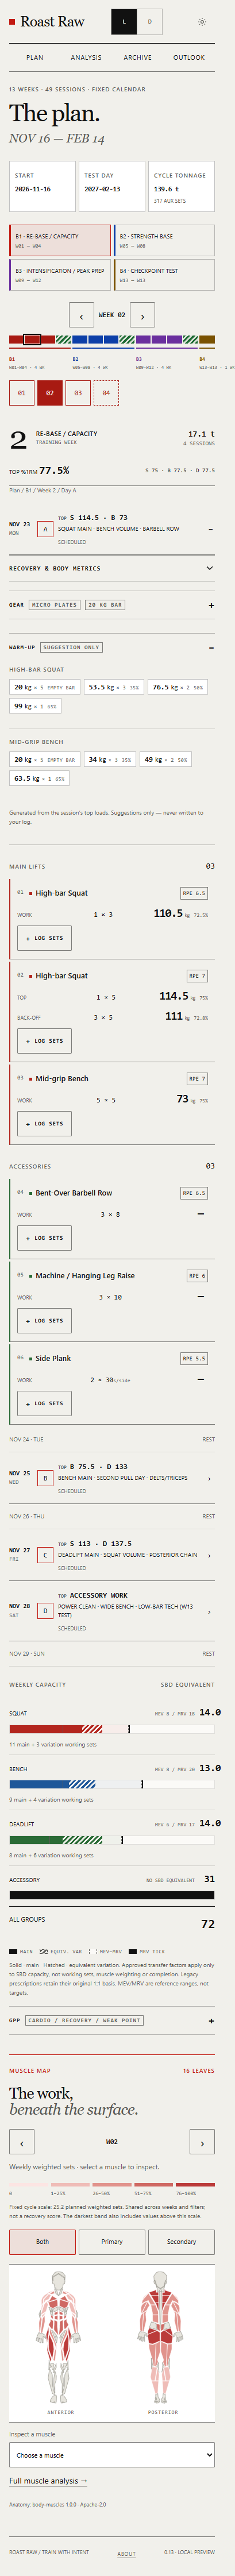 Roast Raw
L
D
PLAN
ANALYSIS
ARCHIVE
OUTLOOK
13 WEEKS · 49 SESSIONS · FIXED CALENDAR
The plan.
NOV 16 — FEB 14
START
2026-11-16
TEST DAY
2027-02-13
CYCLE TONNAGE
139.6 t
317 AUX SETS
B1 · RE-BASE / CAPACITY
W01 — W04
B2 · STRENGTH BASE
W05 — W08
B3 · INTENSIFICATION / PEAK PREP
W09 — W12
B4 · CHECKPOINT TEST
W13 — W13
‹
WEEK 02
›
B1
W01-W04 · 4 WK
B2
W05-W08 · 4 WK
B3
W09-W12 · 4 WK
B4
W13-W13 · 1 WK
01
02
03
04
2
RE-BASE / CAPACITY
TRAINING WEEK
17.1 t
4 SESSIONS
TOP %1RM 77.5%
S 75 · B 77.5 · D 77.5
Plan / B1 / Week 2 / Day A
NOV 23
MON
A
TOP S 114.5 · B 73
SQUAT MAIN · BENCH VOLUME · BARBELL ROW
SCHEDULED
–
RECOVERY & BODY METRICS
GEAR
MICRO PLATES
20 KG BAR
+
WARM-UP
SUGGESTION ONLY
–
HIGH-BAR SQUAT
20 kg × 5 EMPTY BAR
53.5 kg × 3 35%
76.5 kg × 2 50%
99 kg × 1 65%
MID-GRIP BENCH
20 kg × 5 EMPTY BAR
34 kg × 3 35%
49 kg × 2 50%
63.5 kg × 1 65%
Generated from the session's top loads. Suggestions only — never written to
your log.
MAIN LIFTS
03
01 High-bar Squat
RPE 6.5
WORK
1 × 3
110.5 kg 72.5%
+ LOG SETS
02 High-bar Squat
RPE 7
TOP
1 × 5
114.5 kg 75%
BACK-OFF
3 × 5
111 kg 72.8%
+ LOG SETS
03 Mid-grip Bench
RPE 7
WORK
5 × 5
73 kg 75%
+ LOG SETS
ACCESSORIES
03
04 Bent-Over Barbell Row
RPE 6.5
WORK
3 × 8
—
+ LOG SETS
05 Machine / Hanging Leg Raise
RPE 6
WORK
3 × 10
—
+ LOG SETS
06 Side Plank
RPE 5.5
WORK
2 × 30s/side
—
+ LOG SETS
NOV 24 · TUE
REST
NOV 25
WED
B
TOP B 75.5 · D 133
BENCH MAIN · SECOND PULL DAY · DELTS/TRICEPS
SCHEDULED
›
NOV 26 · THU
REST
NOV 27
FRI
C
TOP S 113 · D 137.5
DEADLIFT MAIN · SQUAT VOLUME · POSTERIOR CHAIN
SCHEDULED
›
NOV 28
SAT
D
TOP ACCESSORY WORK
POWER CLEAN · WIDE BENCH · LOW-BAR TECH (W13
TEST)
SCHEDULED
›
NOV 29 · SUN
REST
WEEKLY CAPACITY
SBD EQUIVALENT
SQUAT
MEV 8 / MRV 18 14.0
11 main + 3 variation working sets
BENCH
MEV 8 / MRV 20 13.0
9 main + 4 variation working sets
DEADLIFT
MEV 6 / MRV 17 14.0
8 main + 6 variation working sets
ACCESSORY
NO SBD EQUIVALENT 31
ALL GROUPS
72
MAIN
EQUIV. VAR
MEV–MRV
MRV TICK
Solid · main Hatched · equivalent variation. Approved transfer factors apply only
to SBD capacity, not working sets, muscle weighting or completion. Legacy
prescriptions retain their original 1:1 basis. MEV/MRV are reference ranges, not
targets.
GPP
CARDIO / RECOVERY / WEAK POINT
+
MUSCLE MAP
16 LEAVES
The work,
beneath the surface.
‹
W02
›
Weekly weighted sets · select a muscle to inspect.
0
1–25%
26–50%
51–75%
76–100%
Fixed cycle scale: 25.2 planned weighted sets. Shared across weeks and filters;
not a recovery score. The darkest band also includes values above this scale.
Both
Primary
Secondary
ANTERIOR
POSTERIOR
Inspect a muscle
Choose a muscle
Full muscle analysis →
Anatomy: body-muscles 1.0.0 · Apache-2.0
ROAST RAW / TRAIN WITH INTENT
ABOUT
0.13 · LOCAL PREVIEW